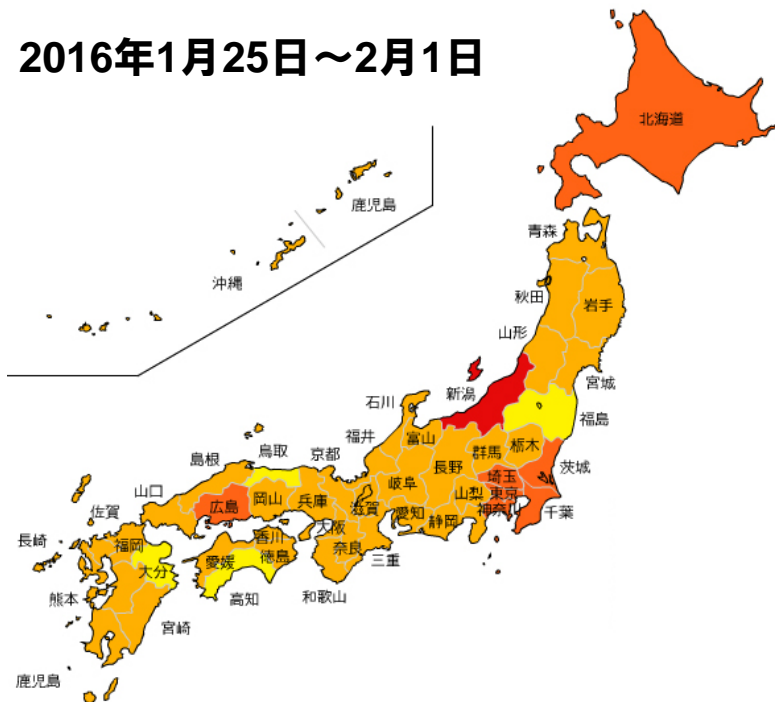 2016年1月25日～2月1日
北海道
鹿児島
青森
沖縄
秋田
岩手
山形
宮城
石川
新潟
福島
福井
富山
群馬
栃木
島根
鳥取
京都
長野
茨城
山口
岐阜
埼玉
広島
岡山
兵庫
滋賀
愛知
山梨
東京
佐賀
神奈川
千葉
静岡
大阪
香川
長崎
福岡
奈良
三重
愛媛
徳島
大分
熊本
高知
和歌山
宮崎
鹿児島